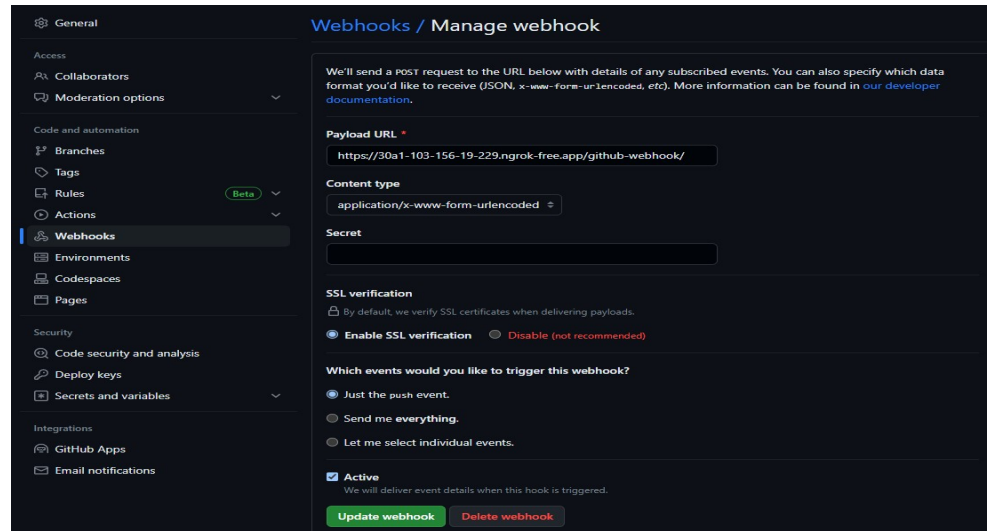 General
Access
Collaborators
Moderation options
Code and automation
Branches
Tags
Rules
Beta
Actions
Webhooks
Environments
Codespaces
Pages
Security
Code security and analysis
Deploy keys
Secrets and variables
Integrations
GitHub Apps
Email notifications
Webhooks / Manage webhook
We'll send a POST request to the URL below with details of any subscribed events. You can also specify which data
format you'd like to receive (JSON, x-www-form-urlencoded, etc). More information can be found in our developer
documentation.
Payload URL *
https://30a1-103-156-19-229.ngrok-free.app/github-webhook/
Content type
application/x-www-form-urlencoded
Secret
SSL verification
By default, we verify SSL certificates when delivering payloads.
Enable SSL verification Disable (not recommended)
Which events would you like to trigger this webhook?
Just the push event.
Send me everything.
Let me select individual events.
Active
We will deliver event details when this hook is triggered.
Update webhook Delete webhook